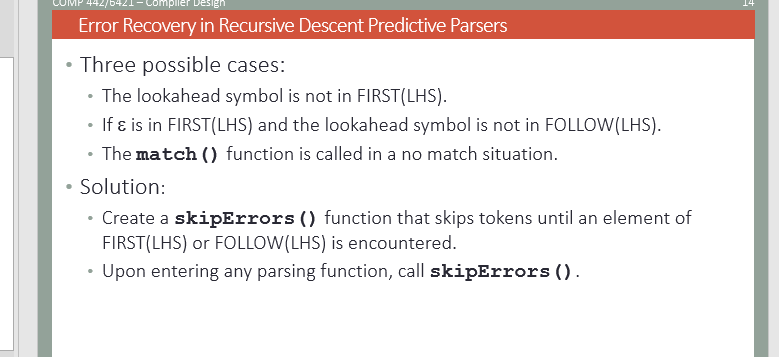 COMP 442/6421 – Compiler Design 14
Error Recovery in Recursive Descent Predictive Parsers
• Three possible cases:
• The lookahead symbol is not in FIRST(LHS).
• If ε is in FIRST(LHS) and the lookahead symbol is not in FOLLOW(LHS).
• The match() function is called in a no match situation.
• Solution:
• Create a skipErrors() function that skips tokens until an element of
FIRST(LHS) or FOLLOW(LHS) is encountered.
• Upon entering any parsing function, call skipErrors().